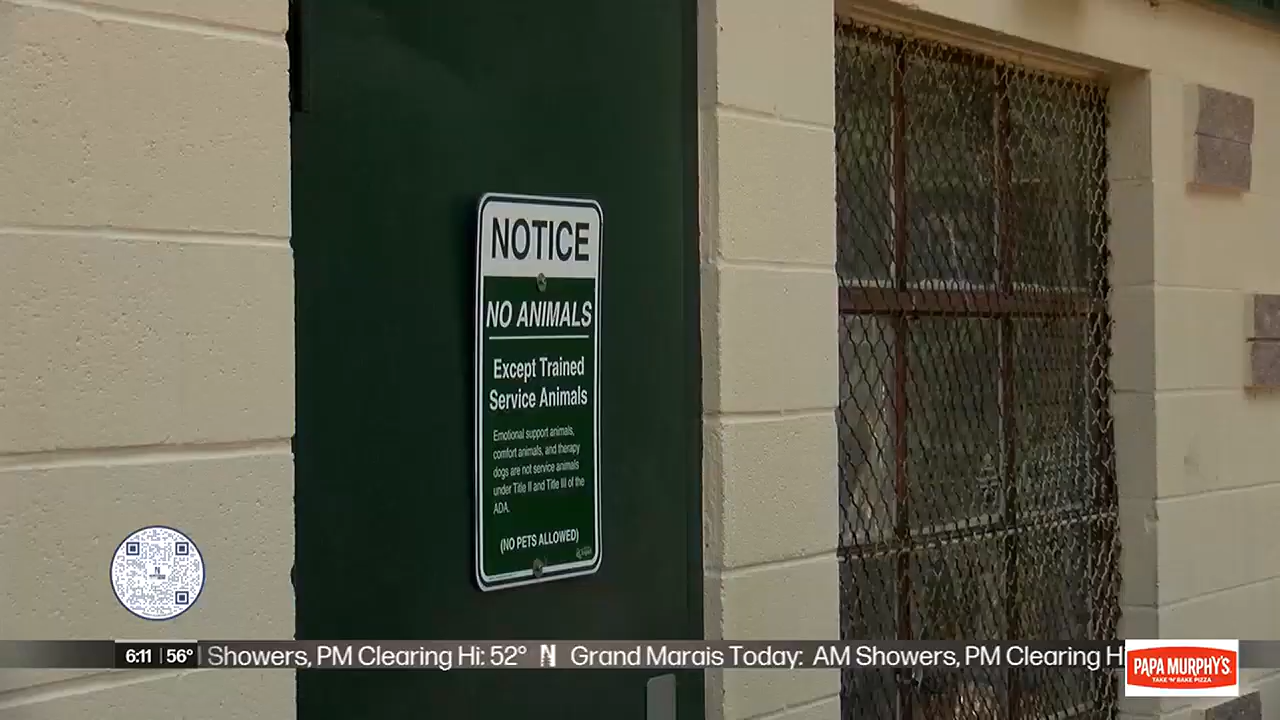 NOTICE
NO ANIMALS
Except Trained
Service Animals
Emotional support animals,
comfort animals, and therapy
dogs are not service animals
under Title II and Title III of the
ADA.
(NO PETS ALLOWED)
6:11 56° Showers, PM Clearing Hi: 52° N Grand Marais Today: AM Showers, PM Clearing H
PAPA MURPHY'S
TAKE 'N' BAKE PIZZA